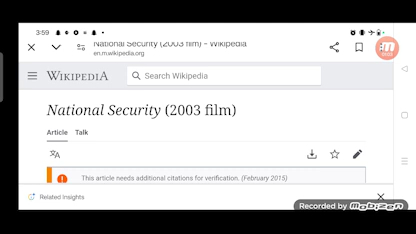 3:59
National Security (2003 film) – Wikipedia
en.m.wikipedia.org
WIKIPEDIA
Search Wikipedia
National Security (2003 film)
Article Talk
This article needs additional citations for verification. (February 2015)
Related Insights
Recorded by MOBIZEN